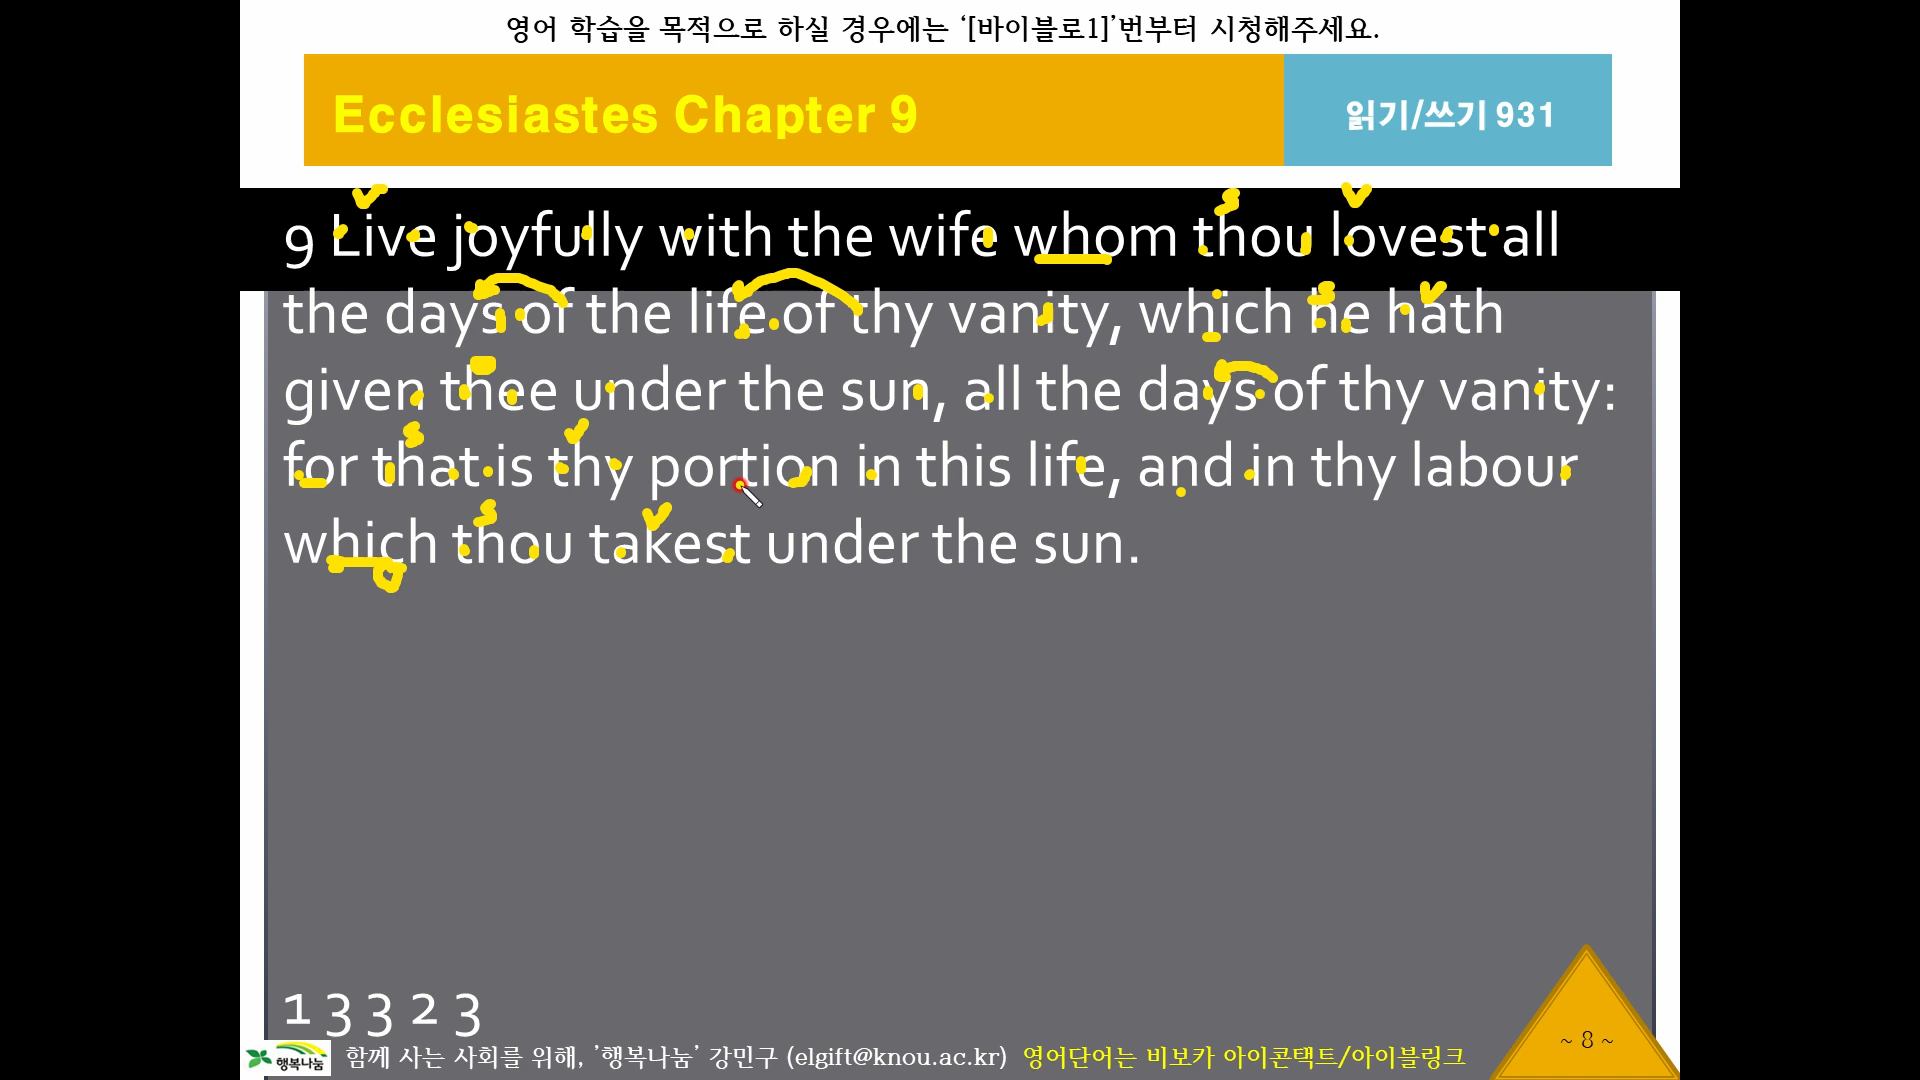 영어 학습을 목적으로 하실 경우에는 ‘[바이블로1]’번부터 시청해주세요.
Ecclesiastes Chapter 9
읽기/쓰기 931
9 Live joyfully with the wife whom thou lovest all
the days of the life of thy vanity, which he hath
given thee under the sun, all the days of thy vanity:
for that is thy portion in this life, and in thy labour
which thou takest under the sun.
1 3 3 2 3
행복나눔
함께 사는 사회를 위해, ’행복나눔’ 강민구 (elgift@knou.ac.kr) 영어단어는 비보카 아이콘택트/아이블링크
~ 8 ~